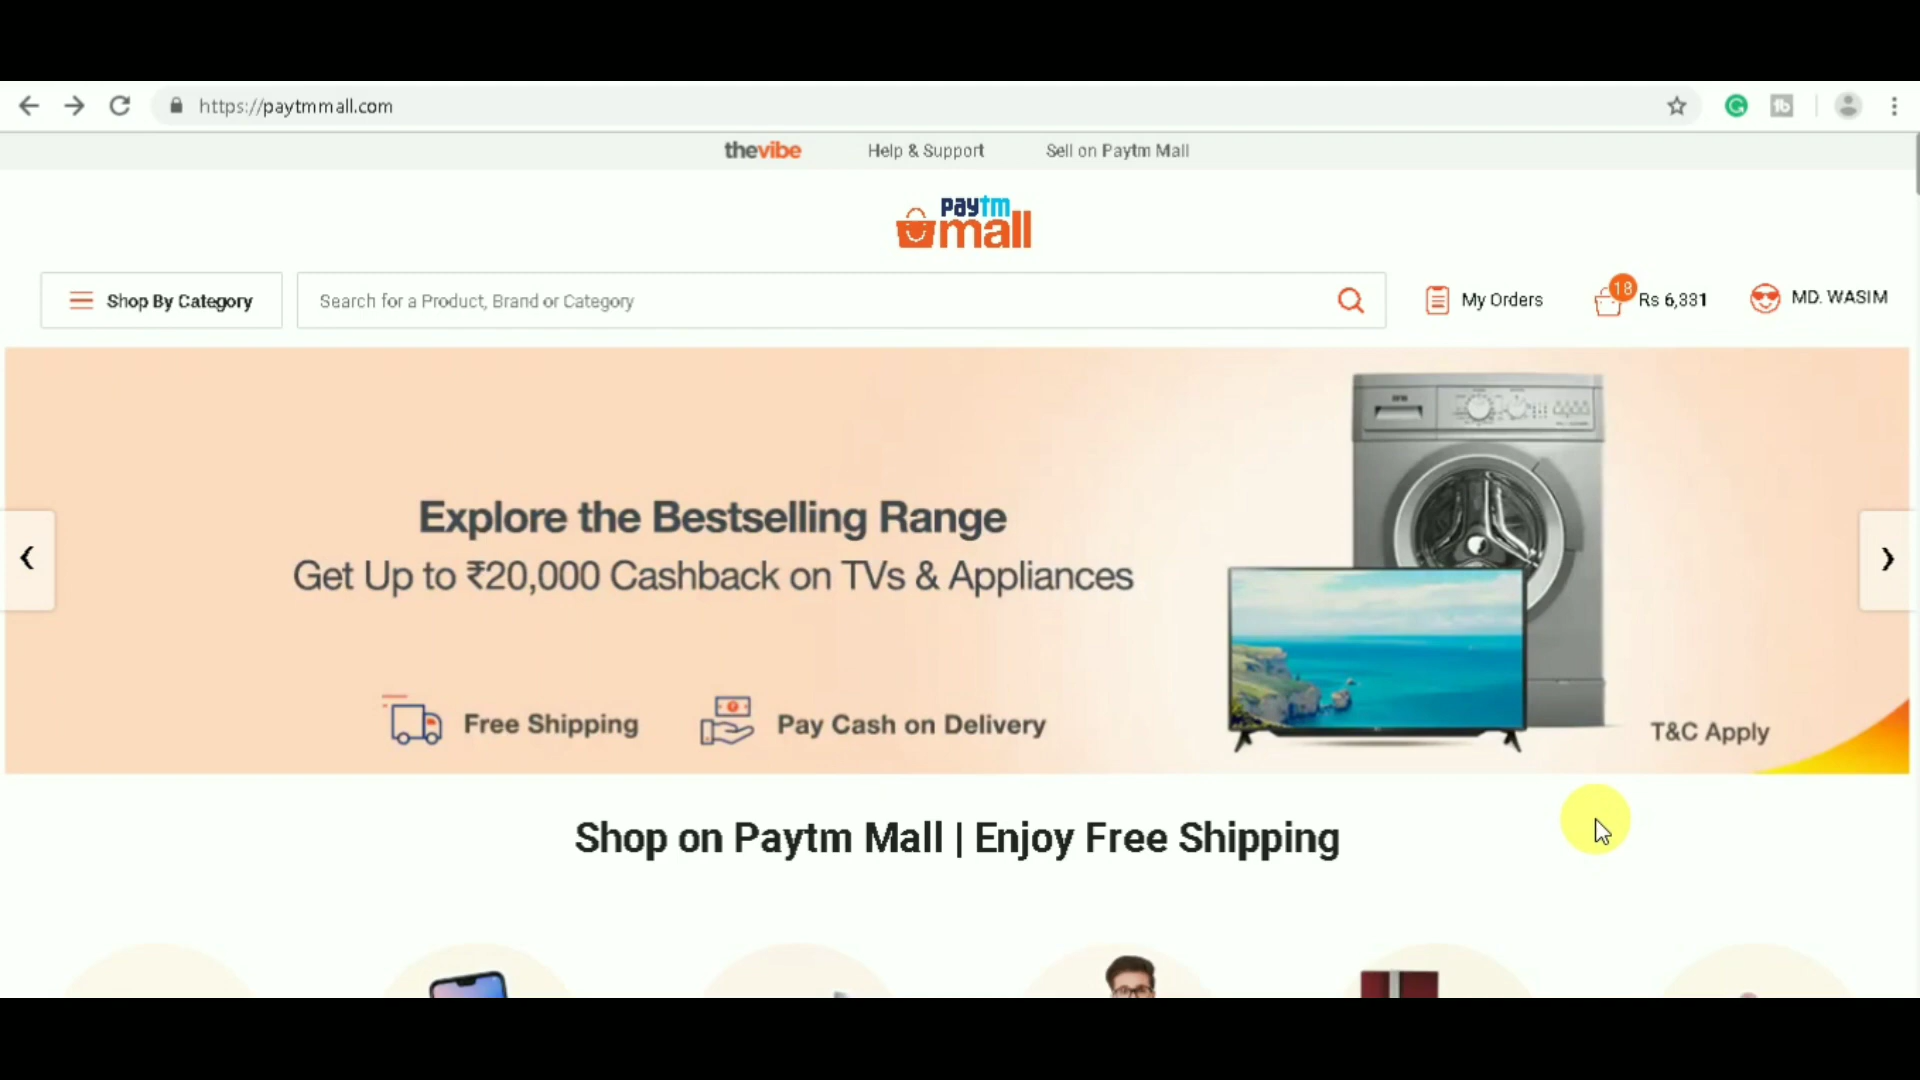 https://paytmmall.com
thevibe Help & Support Sell on Paytm Mall
paytm
mall
Shop By Category Search for a Product, Brand or Category My Orders 18 Rs 6,331 MD. WASIM
Explore the Bestselling Range
Get Up to ₹20,000 Cashback on TVs & Appliances
Free Shipping Pay Cash on Delivery T&C Apply
Shop on Paytm Mall | Enjoy Free Shipping